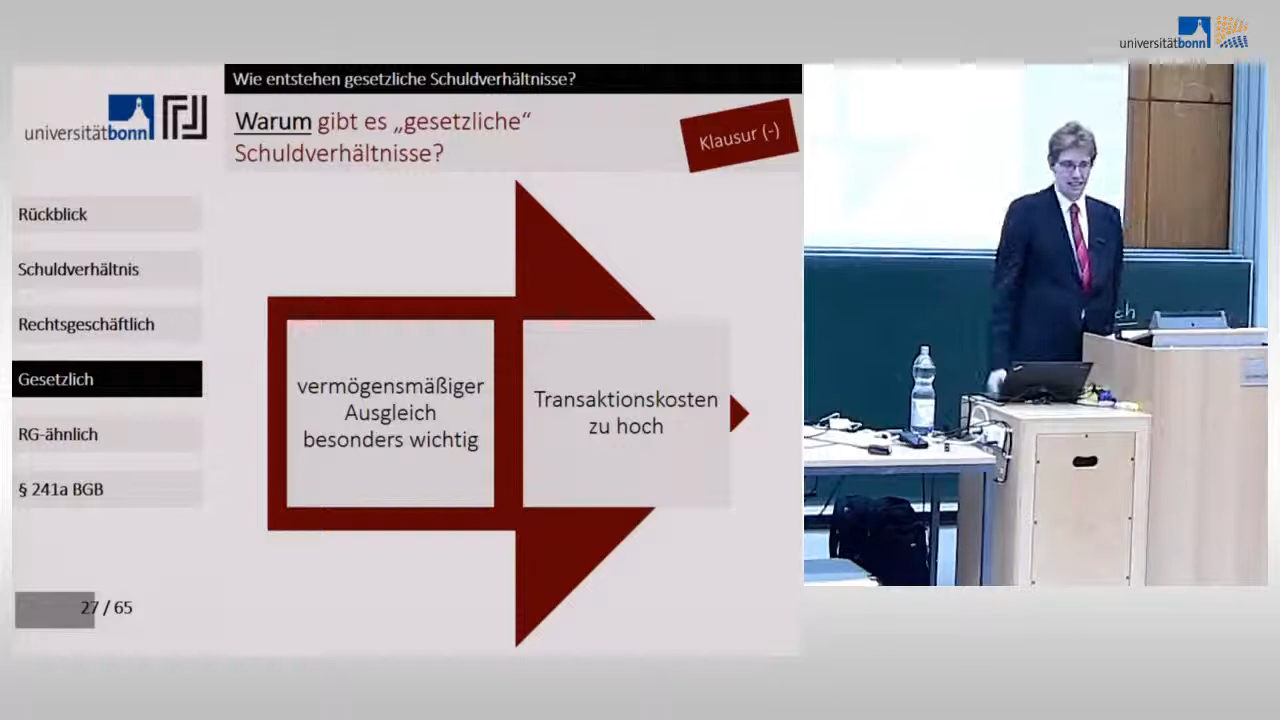 universitätbonn
Wie entstehen gesetzliche Schuldverhältnisse?
universitätbonn
Warum gibt es „gesetzliche“
Schuldverhältnisse?
Klausur (-)
Rückblick
Schuldverhältnis
Rechtsgeschäftlich
Gesetzlich
RG-ähnlich
§ 241a BGB
27 / 65
vermögensmäßiger
Ausgleich
besonders wichtig
Transaktionskosten
zu hoch